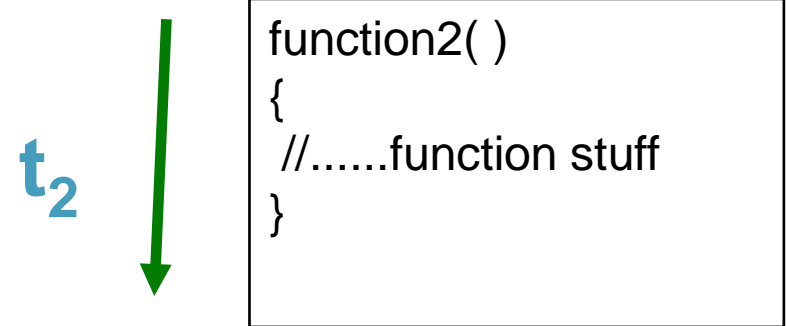 t₂
function2( )
{
//......function stuff
}